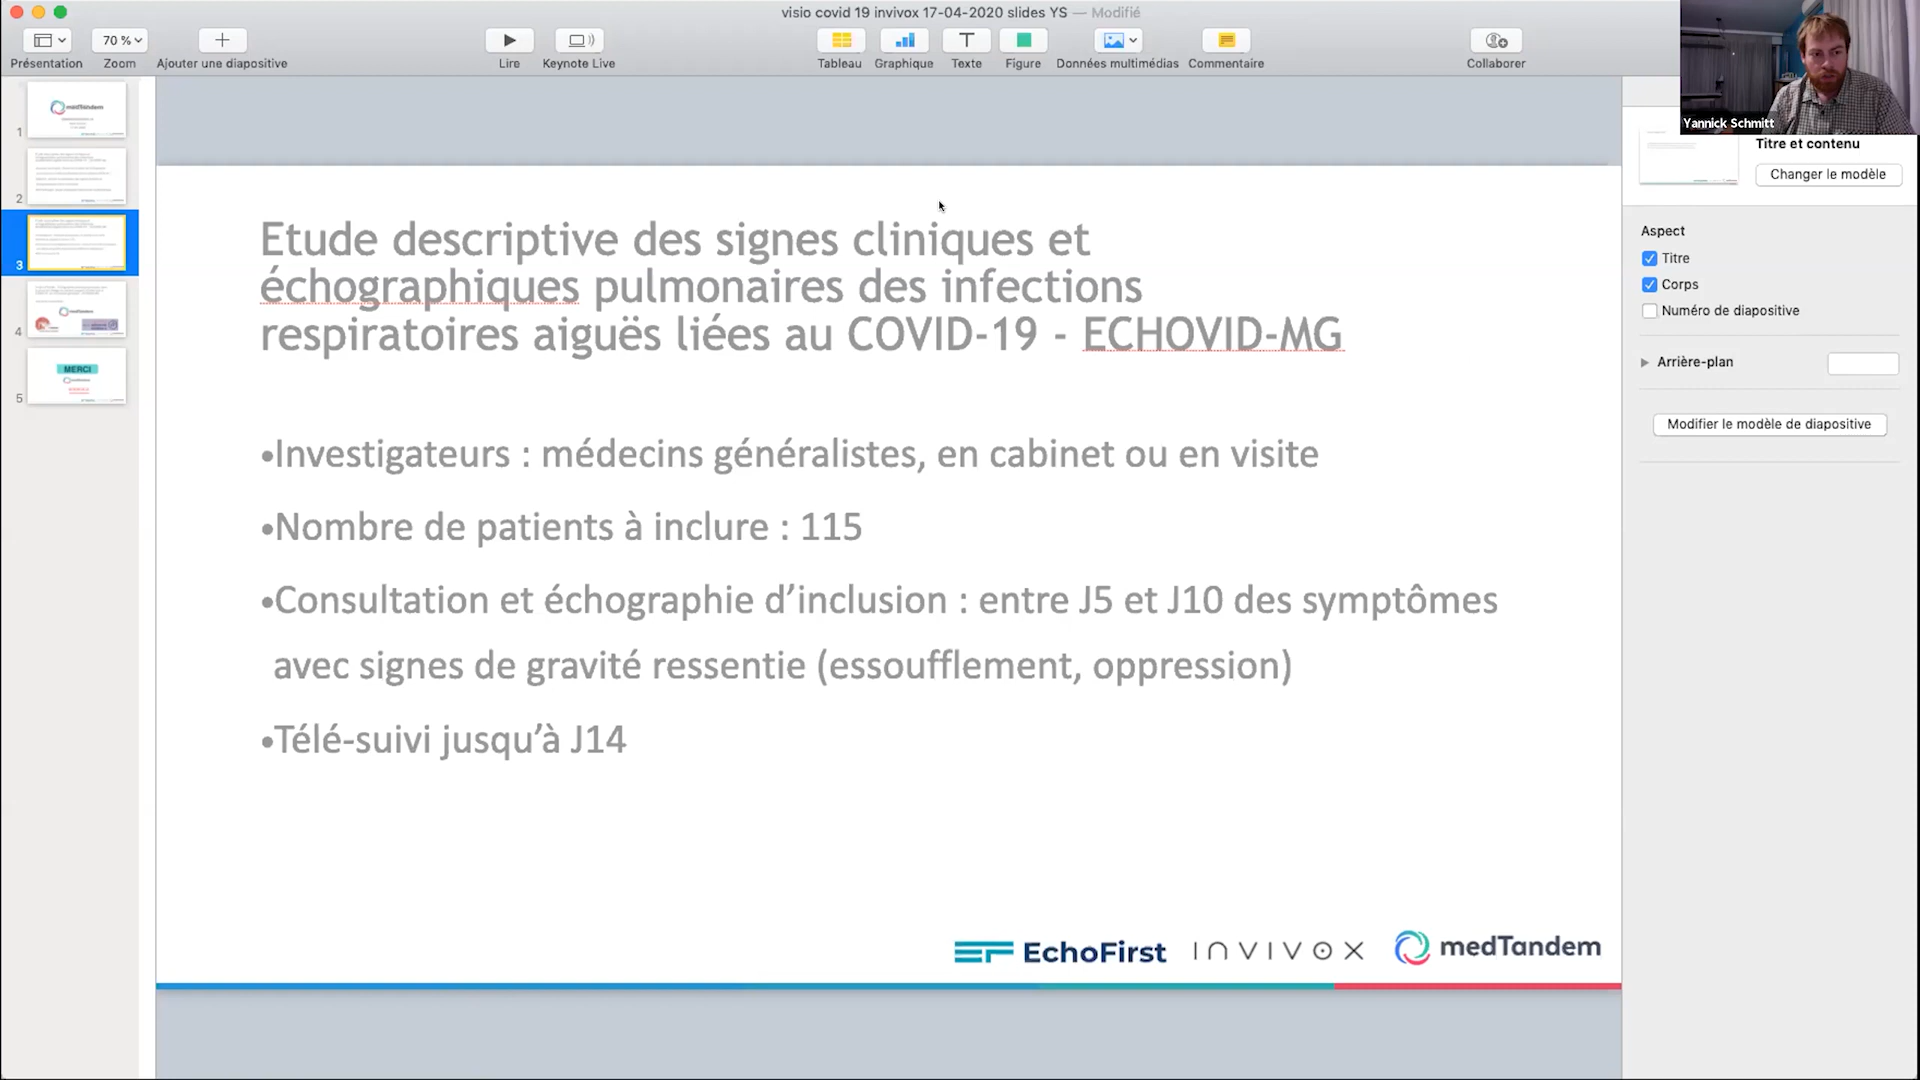 visio covid 19 invivox 17-04-2020 slides YS — Modifié
70 %
Présentation
Zoom
Ajouter une diapositive
Lire
Keynote Live
Tableau
Graphique
Texte
Figure
Données multimédias
Commentaire
Collaborer
Yannick Schmitt
1
medTandem
2
3
4
5
MERCI
Etude descriptive des signes cliniques et
échographiques pulmonaires des infections
respiratoires aiguës liées au COVID-19 - ECHOVID-MG
•Investigateurs : médecins généralistes, en cabinet ou en visite
•Nombre de patients à inclure : 115
•Consultation et échographie d’inclusion : entre J5 et J10 des symptômes
avec signes de gravité ressentie (essoufflement, oppression)
•Télé-suivi jusqu’à J14
EchoFirst
INVIVOX
medTandem
Titre et contenu
Changer le modèle
Aspect
Titre
Corps
Numéro de diapositive
Arrière-plan
Modifier le modèle de diapositive